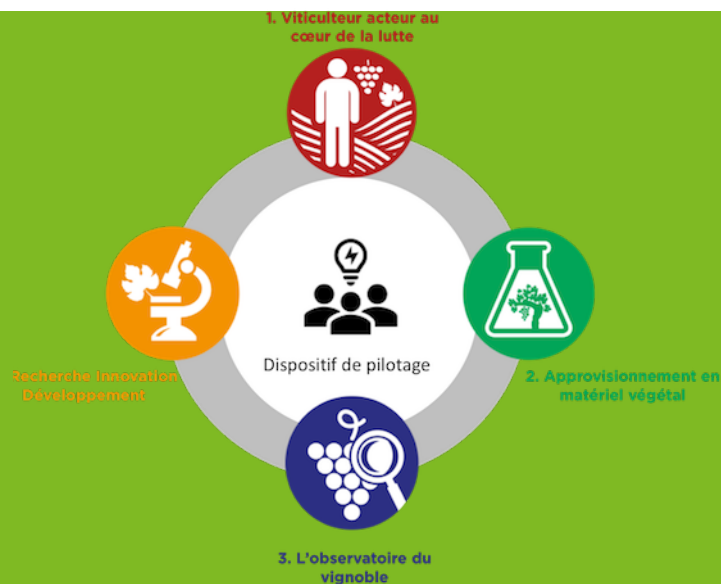 1. Viticulteur acteur au
cœur de la lutte
Dispositif de pilotage
Recherche Innovation
Développement
2. Approvisionnement en
matériel végétal
3. L'observatoire du
vignoble